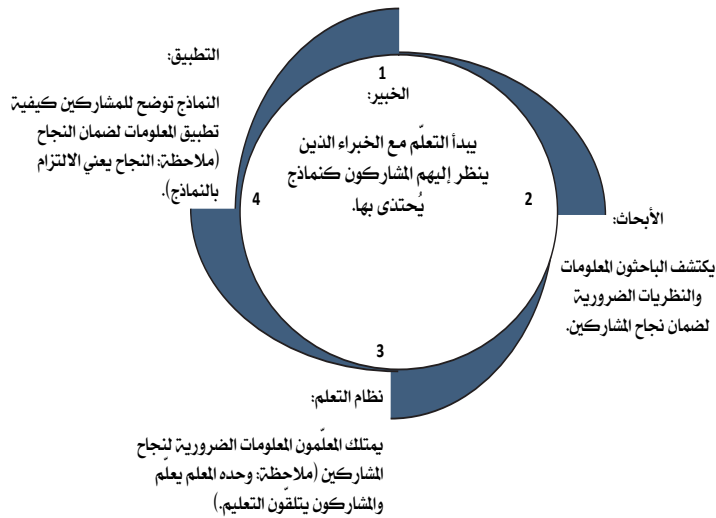 1
الخبير:
يبدأ التعلّم مع الخبراء الذين
ينظر إليهم المشاركون كنماذج
يُحتذى بها.
2
الأبحاث:
يكتشف الباحثون المعلومات
والنظريات الضرورية
لضمان نجاح المشاركين.
3
نظام التعلم:
يمتلك المعلّمون المعلومات الضرورية لنجاح
المشاركين (ملاحظة: وحده المعلم يعلّم
والمشاركون يتلقّون التعليم.)
4
التطبيق:
النماذج توضح للمشاركين كيفية
تطبيق المعلومات لضمان النجاح
(ملاحظة: النجاح يعني الالتزام
بالنماذج).